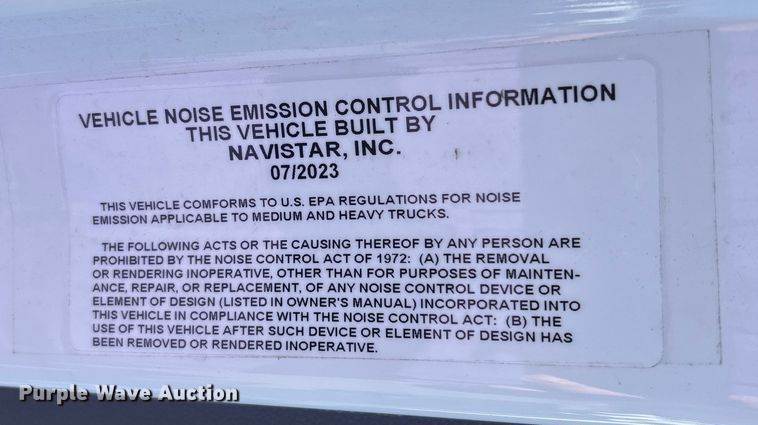 VEHICLE NOISE EMISSION CONTROL INFORMATION
THIS VEHICLE BUILT BY
NAVISTAR, INC.
07/2023
THIS VEHICLE COMFORMS TO U.S. EPA REGULATIONS FOR NOISE
EMISSION APPLICABLE TO MEDIUM AND HEAVY TRUCKS.
THE FOLLOWING ACTS OR THE CAUSING THEREOF BY ANY PERSON ARE
PROHIBITED BY THE NOISE CONTROL ACT OF 1972: (A) THE REMOVAL
OR RENDERING INOPERATIVE, OTHER THAN FOR PURPOSES OF MAINTEN-
ANCE, REPAIR, OR REPLACEMENT, OF ANY NOISE CONTROL DEVICE OR
ELEMENT OF DESIGN (LISTED IN OWNER'S MANUAL) INCORPORATED INTO
THIS VEHICLE IN COMPLIANCE WITH THE NOISE CONTROL ACT: (B) THE
USE OF THIS VEHICLE AFTER SUCH DEVICE OR ELEMENT OF DESIGN HAS
BEEN REMOVED OR RENDERED INOPERATIVE.
Purple Wave Auction